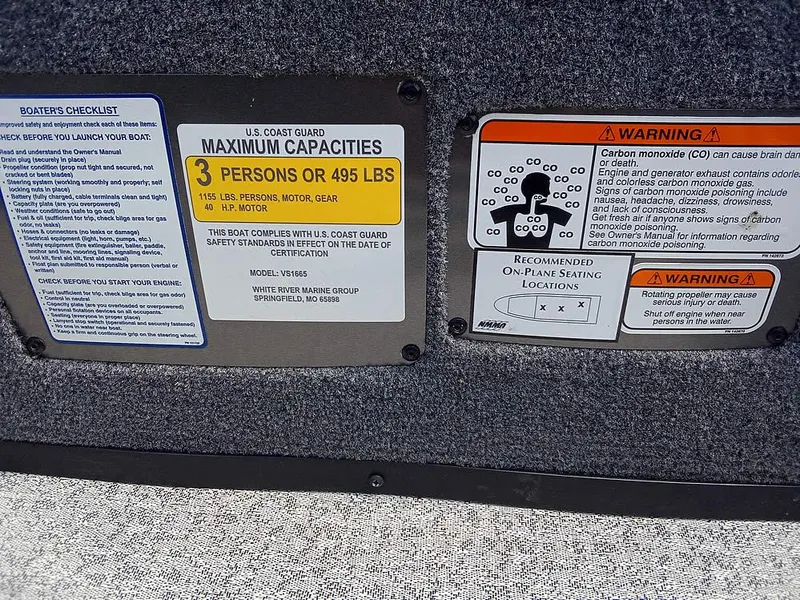 BOATER'S CHECKLIST
improved safety and enjoyment check each of these items:
CHECK BEFORE YOU LAUNCH YOUR BOAT:
Read and understand the Owner's Manual
Drain plug (securely in place)
Propeller condition (prop nut tight and secured, not
cracked or bent blades)
Steering system (working smoothly and properly; self
locking nuts in place)
Battery (fully charged, cable terminals clean and tight)
Capacity plate (are you overpowered)
Weather conditions (safe to go out)
Fuel & oil (sufficient for trip, check bilge area for gas
odor, no leaks)
Hoses & connectors (no leaks or damage)
Electrical equipment (light, horn, pumps, etc.)
Safety equipment (fire extinguisher, bailer, paddle,
anchor and line, mooring lines, signaling device,
tool kit, first aid kit, first aid manual)
Float plan submitted to responsible person (verbal or
written)
CHECK BEFORE YOU START YOUR ENGINE:
• Fuel (sufficient for trip, check bilge area for gas odor)
• Control in neutral
• Capacity plate (are you overloaded or overpowered)
• Personal flotation devices on all occupants.
• Seating (everyone in proper place)
• Lanyard stop switch (operational and securely fastened)
• No one in water near boat.
• Keep a firm and continuous grip on the steering wheel.
U.S. COAST GUARD
MAXIMUM CAPACITIES
3 PERSONS OR 495 LBS
1155 LBS. PERSONS, MOTOR, GEAR
40 H.P. MOTOR
THIS BOAT COMPLIES WITH U.S. COAST GUARD
SAFETY STANDARDS IN EFFECT ON THE DATE OF
CERTIFICATION
MODEL: VS1665
WHITE RIVER MARINE GROUP
SPRINGFIELD, MO 65898
WARNING
CO CO CO CO CO CO CO CO CO CO CO CO CO CO CO
Carbon monoxide (CO) can cause brain dam
or death.
Engine and generator exhaust contains odorles
and colorless carbon monoxide gas.
Signs of carbon monoxide poisoning include
nausea, headache, dizziness, drowsiness,
and lack of consciousness.
Get fresh air if anyone shows signs of carbon
monoxide poisoning.
See Owner's Manual for information regarding
carbon monoxide poisoning.
RECOMMENDED
ON-PLANE SEATING
LOCATIONS
X X X
NMMA
WARNING
Rotating propeller may cause
serious injury or death.
Shut off engine when near
persons in the water.